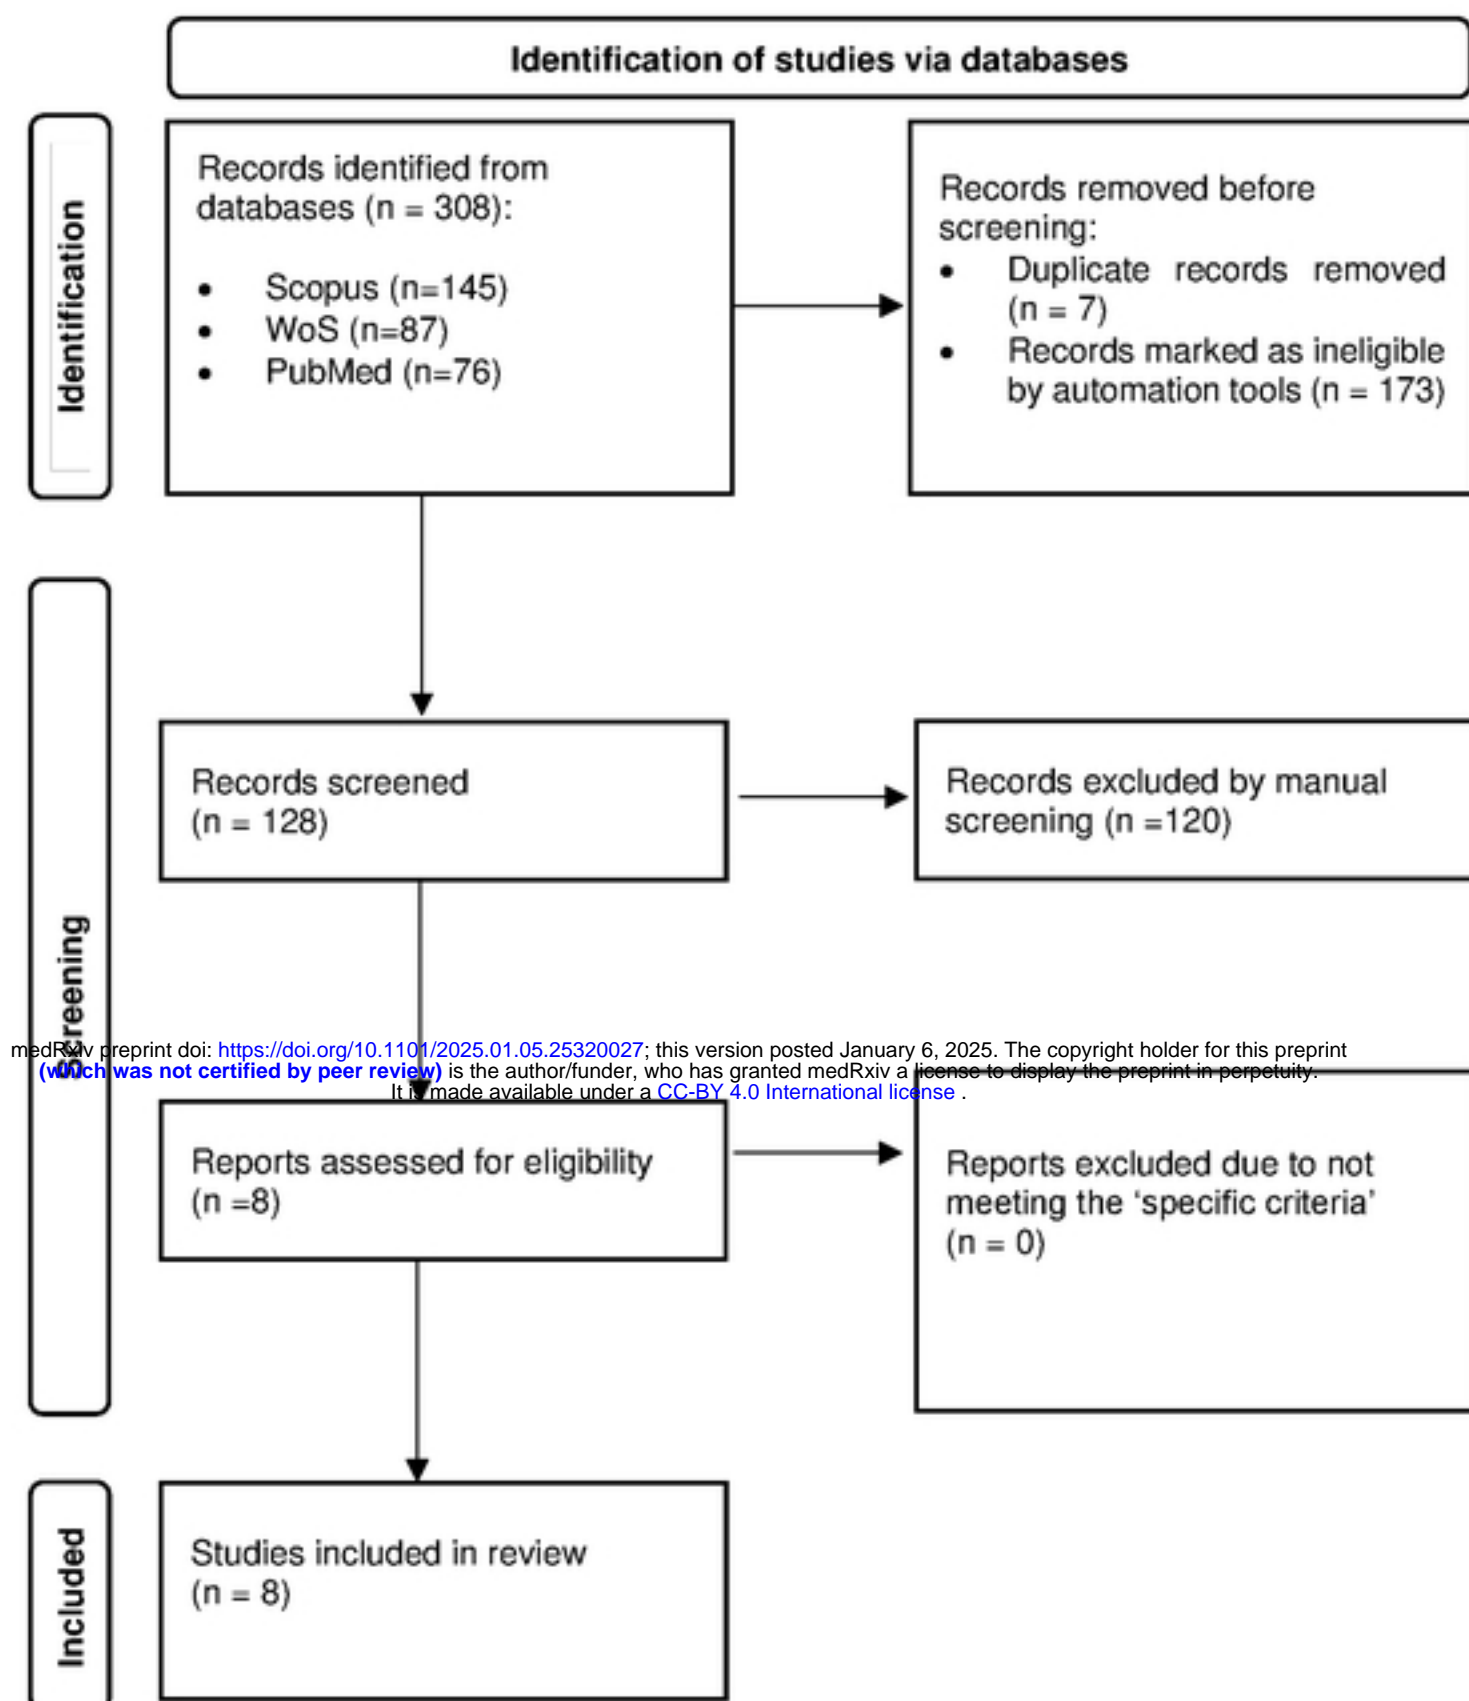 Identification of studies via databases
Identification
Records identified from
databases (n = 308):
• Scopus (n=145)
• WoS (n=87)
• PubMed (n=76)
Records removed before
screening:
• Duplicate records removed
(n = 7)
• Records marked as ineligible
by automation tools (n = 173)
Screening
Records screened
(n = 128)
Records excluded by manual
screening (n =120)
medRxiv preprint doi: https://doi.org/10.1101/2025.01.05.25320027; this version posted January 6, 2025. The copyright holder for this preprint
(which was not certified by peer review) is the author/funder, who has granted medRxiv a license to display the preprint in perpetuity.
It is made available under a CC-BY 4.0 International license .
Reports assessed for eligibility
(n =8)
Reports excluded due to not
meeting the ‘specific criteria’
(n = 0)
Included
Studies included in review
(n = 8)